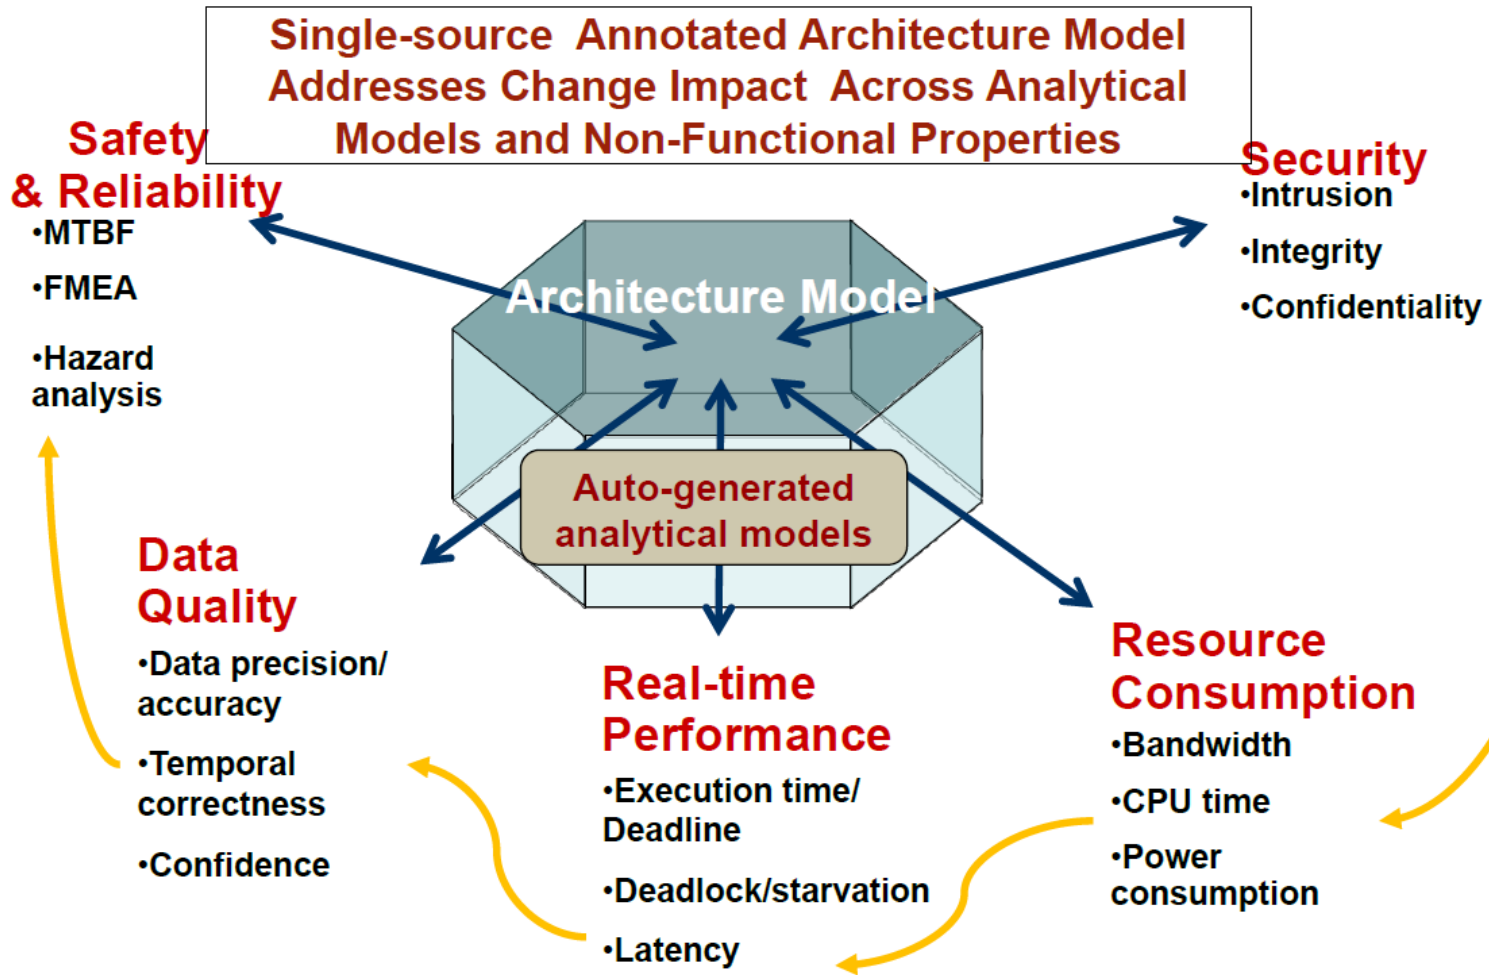 Single-source Annotated Architecture Model
Addresses Change Impact Across Analytical
Models and Non-Functional Properties
Safety
& Reliability
•MTBF
•FMEA
•Hazard
analysis
Security
•Intrusion
•Integrity
•Confidentiality
Architecture Model
Auto-generated
analytical models
Data
Quality
•Data precision/
accuracy
•Temporal
correctness
•Confidence
Real-time
Performance
•Execution time/
Deadline
•Deadlock/starvation
•Latency
Resource
Consumption
•Bandwidth
•CPU time
•Power
consumption